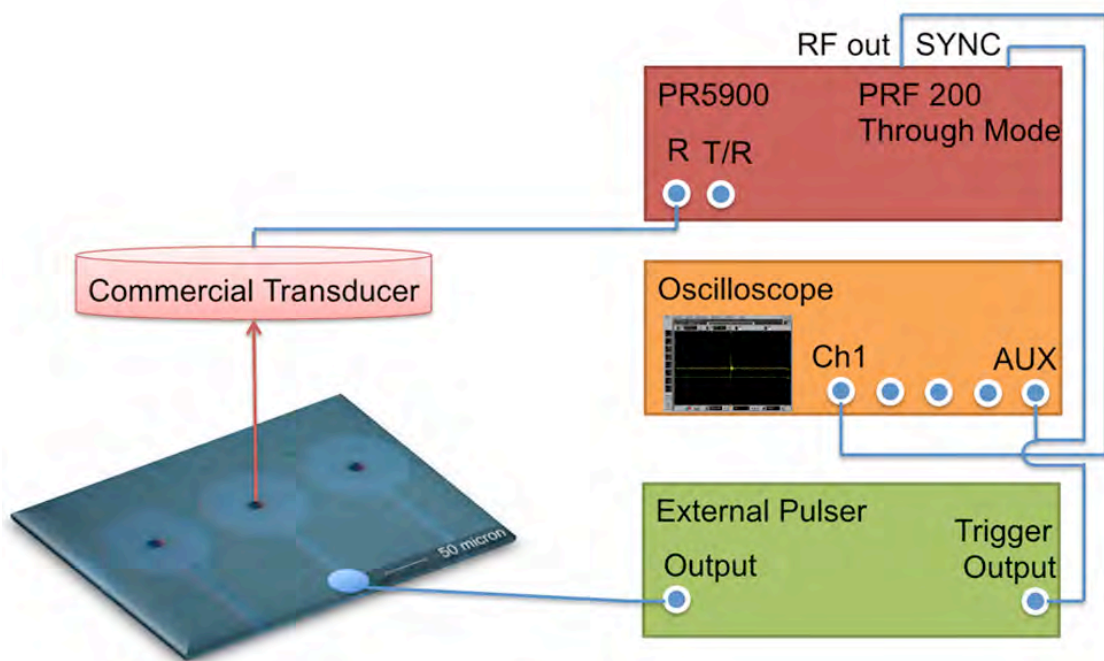 RF out SYNC
PR5900
PRF 200
Through Mode
R T/R
Commercial Transducer
Oscilloscope
Ch1
AUX
50 micron
External Pulser
Output
Trigger
Output